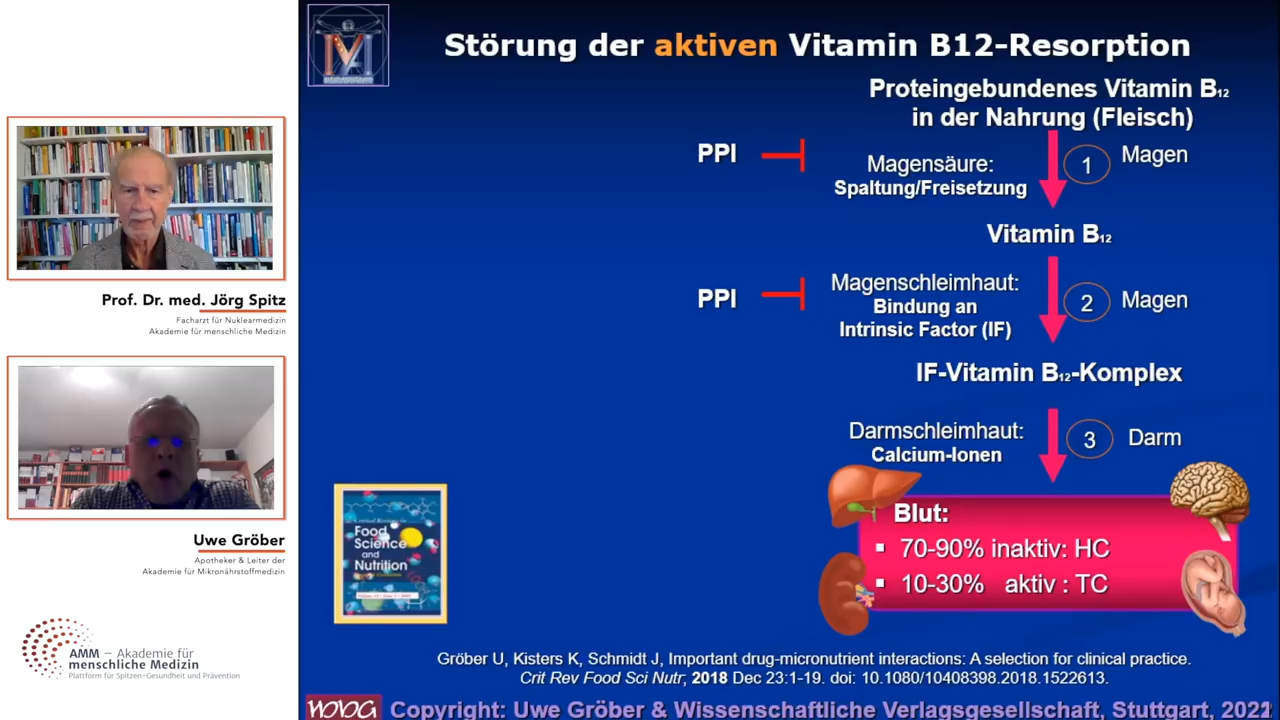 Störung der aktiven Vitamin B12-Resorption
Proteingebundenes Vitamin B12
in der Nahrung (Fleisch)
PPI
Magensäure:
Spaltung/Freisetzung
1
Magen
Vitamin B12
PPI
Magenschleimhaut:
Bindung an
Intrinsic Factor (IF)
2
Magen
IF-Vitamin B12-Komplex
Darmschleimhaut:
Calcium-Ionen
3
Darm
Blut:
▪ 70-90% inaktiv: HC
▪ 10-30% aktiv : TC
Food
Science
and
Nutrition
Gröber U, Kisters K, Schmidt J, Important drug-micronutrient interactions: A selection for clinical practice.
Crit Rev Food Sci Nutr; 2018 Dec 23:1-19. doi: 10.1080/10408398.2018.1522613.
Copyright: Uwe Gröber & Wissenschaftliche Verlagsgesellschaft, Stuttgart, 2021
Prof. Dr. med. Jörg Spitz
Facharzt für Nuklearmedizin
Akademie für menschliche Medizin
Uwe Gröber
Apotheker & Leiter der
Akademie für Mikronährstoffmedizin
AMM – Akademie für
menschliche Medizin
Plattform für Spitzen-Gesundheit und Prävention